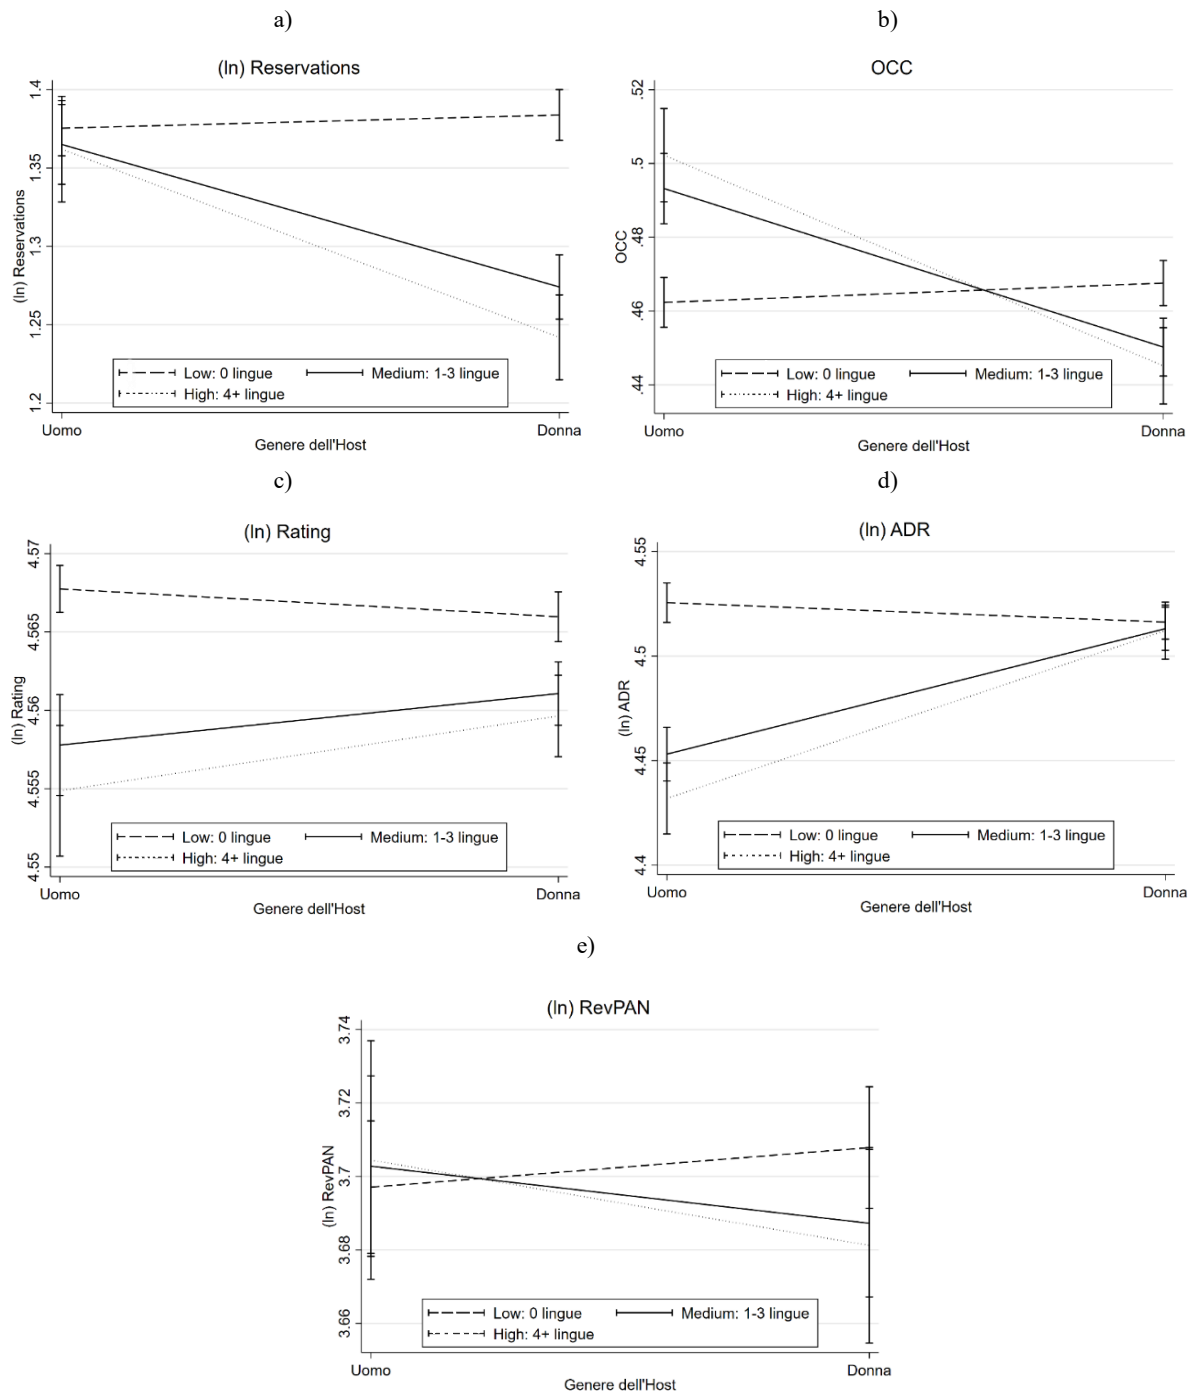 a)
(ln) Reservations
1.4
1.35
1.3
1.25
1.2
(ln) Reservations
Low: 0 lingue
Medium: 1-3 lingue
High: 4+ lingue
Uomo
Donna
Genere dell'Host
b)
OCC
.52
.5
.48
.46
.44
OCC
Low: 0 lingue
Medium: 1-3 lingue
High: 4+ lingue
Uomo
Donna
Genere dell'Host
c)
(ln) Rating
4.57
4.565
4.56
4.555
4.55
(ln) Rating
Low: 0 lingue
Medium: 1-3 lingue
High: 4+ lingue
Uomo
Donna
Genere dell'Host
d)
(ln) ADR
4.55
4.5
4.45
4.4
(ln) ADR
Low: 0 lingue
Medium: 1-3 lingue
High: 4+ lingue
Uomo
Donna
Genere dell'Host
e)
(ln) RevPAN
3.74
3.72
3.7
3.68
3.66
(ln) RevPAN
Low: 0 lingue
Medium: 1-3 lingue
High: 4+ lingue
Uomo
Donna
Genere dell'Host